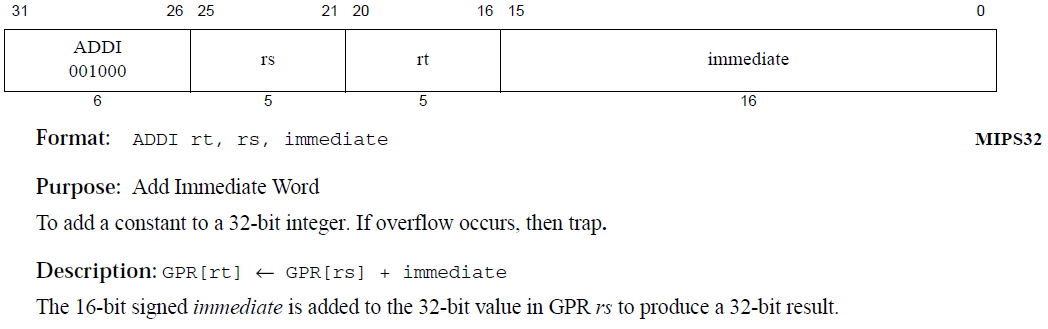 31 26 25 21 20 16 15 0
ADDI
001000
rs
rt
immediate
6 5 5 16
Format: ADDI rt, rs, immediate MIPS32
Purpose: Add Immediate Word
To add a constant to a 32-bit integer. If overflow occurs, then trap.
Description: GPR[rt] ← GPR[rs] + immediate
The 16-bit signed immediate is added to the 32-bit value in GPR rs to produce a 32-bit result.